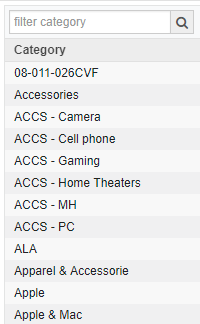 filter category
Category
08-011-026CVF
Accessories
ACCS - Camera
ACCS - Cell phone
ACCS - Gaming
ACCS - Home Theaters
ACCS - MH
ACCS - PC
ALA
Apparel & Accessorie
Apple
Apple & Mac